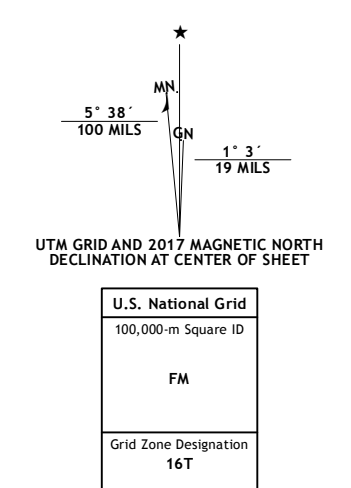 ★
MN.
5° 38´
100 MILS
GN
1° 3´
19 MILS
UTM GRID AND 2017 MAGNETIC NORTH
DECLINATION AT CENTER OF SHEET
U.S. National Grid
100,000-m Square ID
FM
Grid Zone Designation
16T